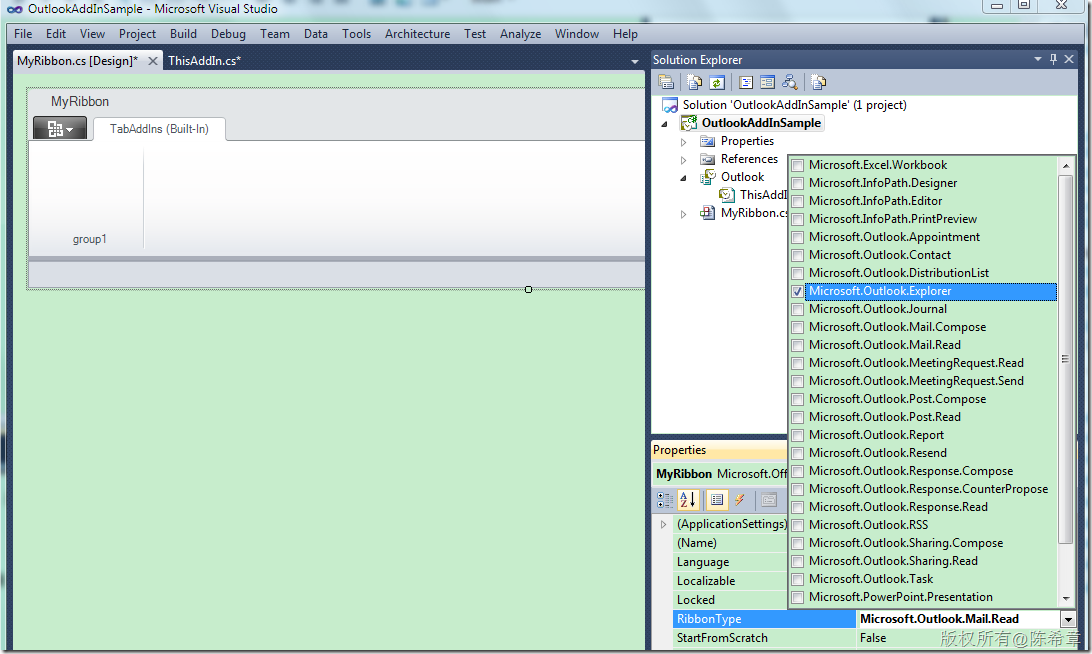 OutlookAddInSample - Microsoft Visual Studio
File Edit View Project Build Debug Team Data Tools Architecture Test Analyze Window Help
MyRibbon.cs [Design]* ThisAddIn.cs*
MyRibbon
TabAddIns (Built-In)
group1
Solution Explorer
Solution 'OutlookAddInSample' (1 project)
OutlookAddInSample
Properties
References
Outlook
ThisAddI
MyRibbon.cs
Microsoft.Excel.Workbook
Microsoft.InfoPath.Designer
Microsoft.InfoPath.Editor
Microsoft.InfoPath.PrintPreview
Microsoft.Outlook.Appointment
Microsoft.Outlook.Contact
Microsoft.Outlook.DistributionList
Microsoft.Outlook.Explorer
Microsoft.Outlook.Journal
Microsoft.Outlook.Mail.Compose
Microsoft.Outlook.Mail.Read
Microsoft.Outlook.MeetingRequest.Read
Microsoft.Outlook.MeetingRequest.Send
Microsoft.Outlook.Post.Compose
Microsoft.Outlook.Post.Read
Microsoft.Outlook.Report
Microsoft.Outlook.Resend
Microsoft.Outlook.Response.Compose
Microsoft.Outlook.Response.CounterPropose
Microsoft.Outlook.Response.Read
Microsoft.Outlook.RSS
Microsoft.Outlook.Sharing.Compose
Microsoft.Outlook.Sharing.Read
Microsoft.Outlook.Task
Microsoft.PowerPoint.Presentation
Properties
MyRibbon Microsoft.Off
(ApplicationSettings)
(Name)
Language
Localizable
Locked
RibbonType Microsoft.Outlook.Mail.Read
StartFromScratch False
版权所有@陈希章